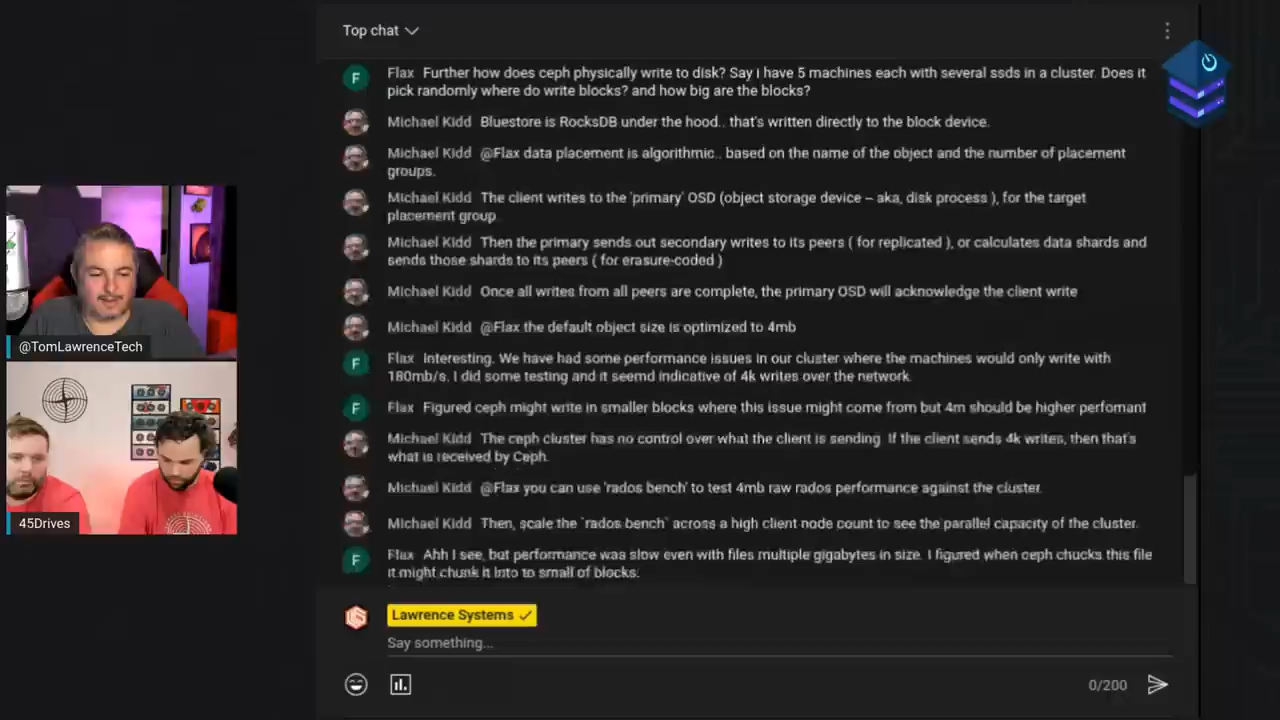 Top chat
F Flax Further how does ceph physically write to disk? Say i have 5 machines each with several ssds in a cluster. Does it
pick randomly where do write blocks? and how big are the blocks?
Michael Kidd Bluestore is RocksDB under the hood.. that's written directly to the block device.
Michael Kidd @Flax data placement is algorithmic.. based on the name of the object and the number of placement
groups.
Michael Kidd The client writes to the 'primary' OSD (object storage device – aka, disk process ), for the target
placement group.
Michael Kidd Then the primary sends out secondary writes to its peers ( for replicated ), or calculates data shards and
sends those shards to its peers ( for erasure-coded )
Michael Kidd Once all writes from all peers are complete, the primary OSD will acknowledge the client write
Michael Kidd @Flax the default object size is optimized to 4mb
F Flax Interesting. We have had some performance issues in our cluster where the machines would only write with
180mb/s. I did some testing and it seemd indicative of 4k writes over the network.
F Flax Figured ceph might write in smaller blocks where this issue might come from but 4m should be higher perfomant
Michael Kidd The ceph cluster has no control over what the client is sending. If the client sends 4k writes, then that's
what is received by Ceph.
Michael Kidd @Flax you can use 'rados bench' to test 4mb raw rados performance against the cluster.
Michael Kidd Then, scale the `rados bench` across a high client node count to see the parallel capacity of the cluster.
F Flax Ahh I see, but performance was slow even with files multiple gigabytes in size. I figured when ceph chucks this file
it might chunk it into to small of blocks.
Lawrence Systems
Say something...
0/200
@TomLawrenceTech
45Drives